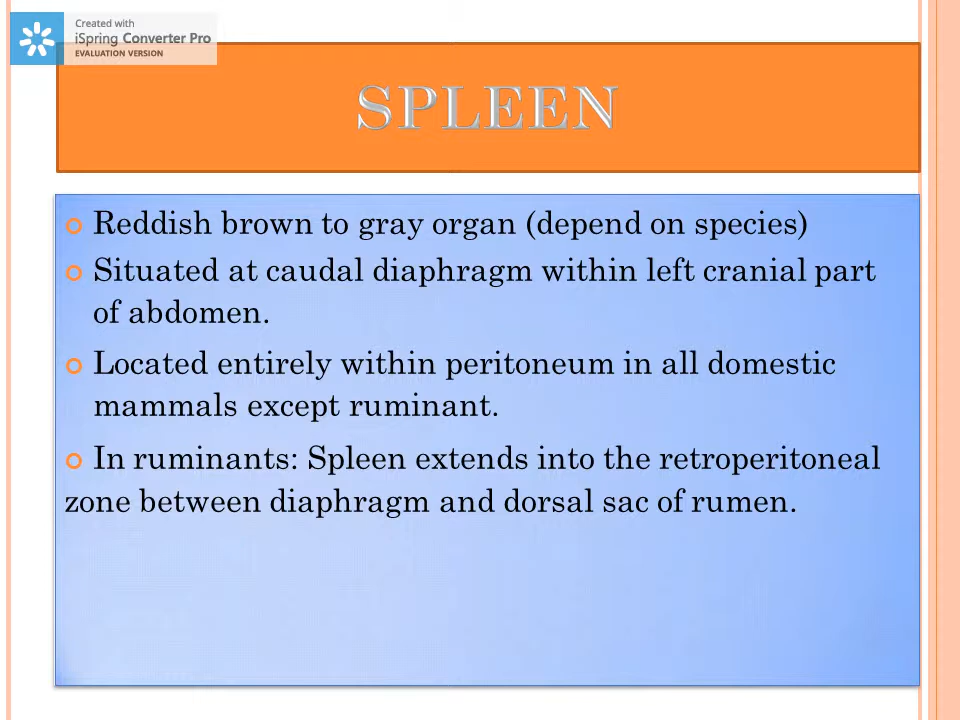 Created with
iSpring Converter Pro
EVALUATION VERSION
SPLEEN
Reddish brown to gray organ (depend on species)
Situated at caudal diaphragm within left cranial part
of abdomen.
Located entirely within peritoneum in all domestic
mammals except ruminant.
In ruminants: Spleen extends into the retroperitoneal
zone between diaphragm and dorsal sac of rumen.